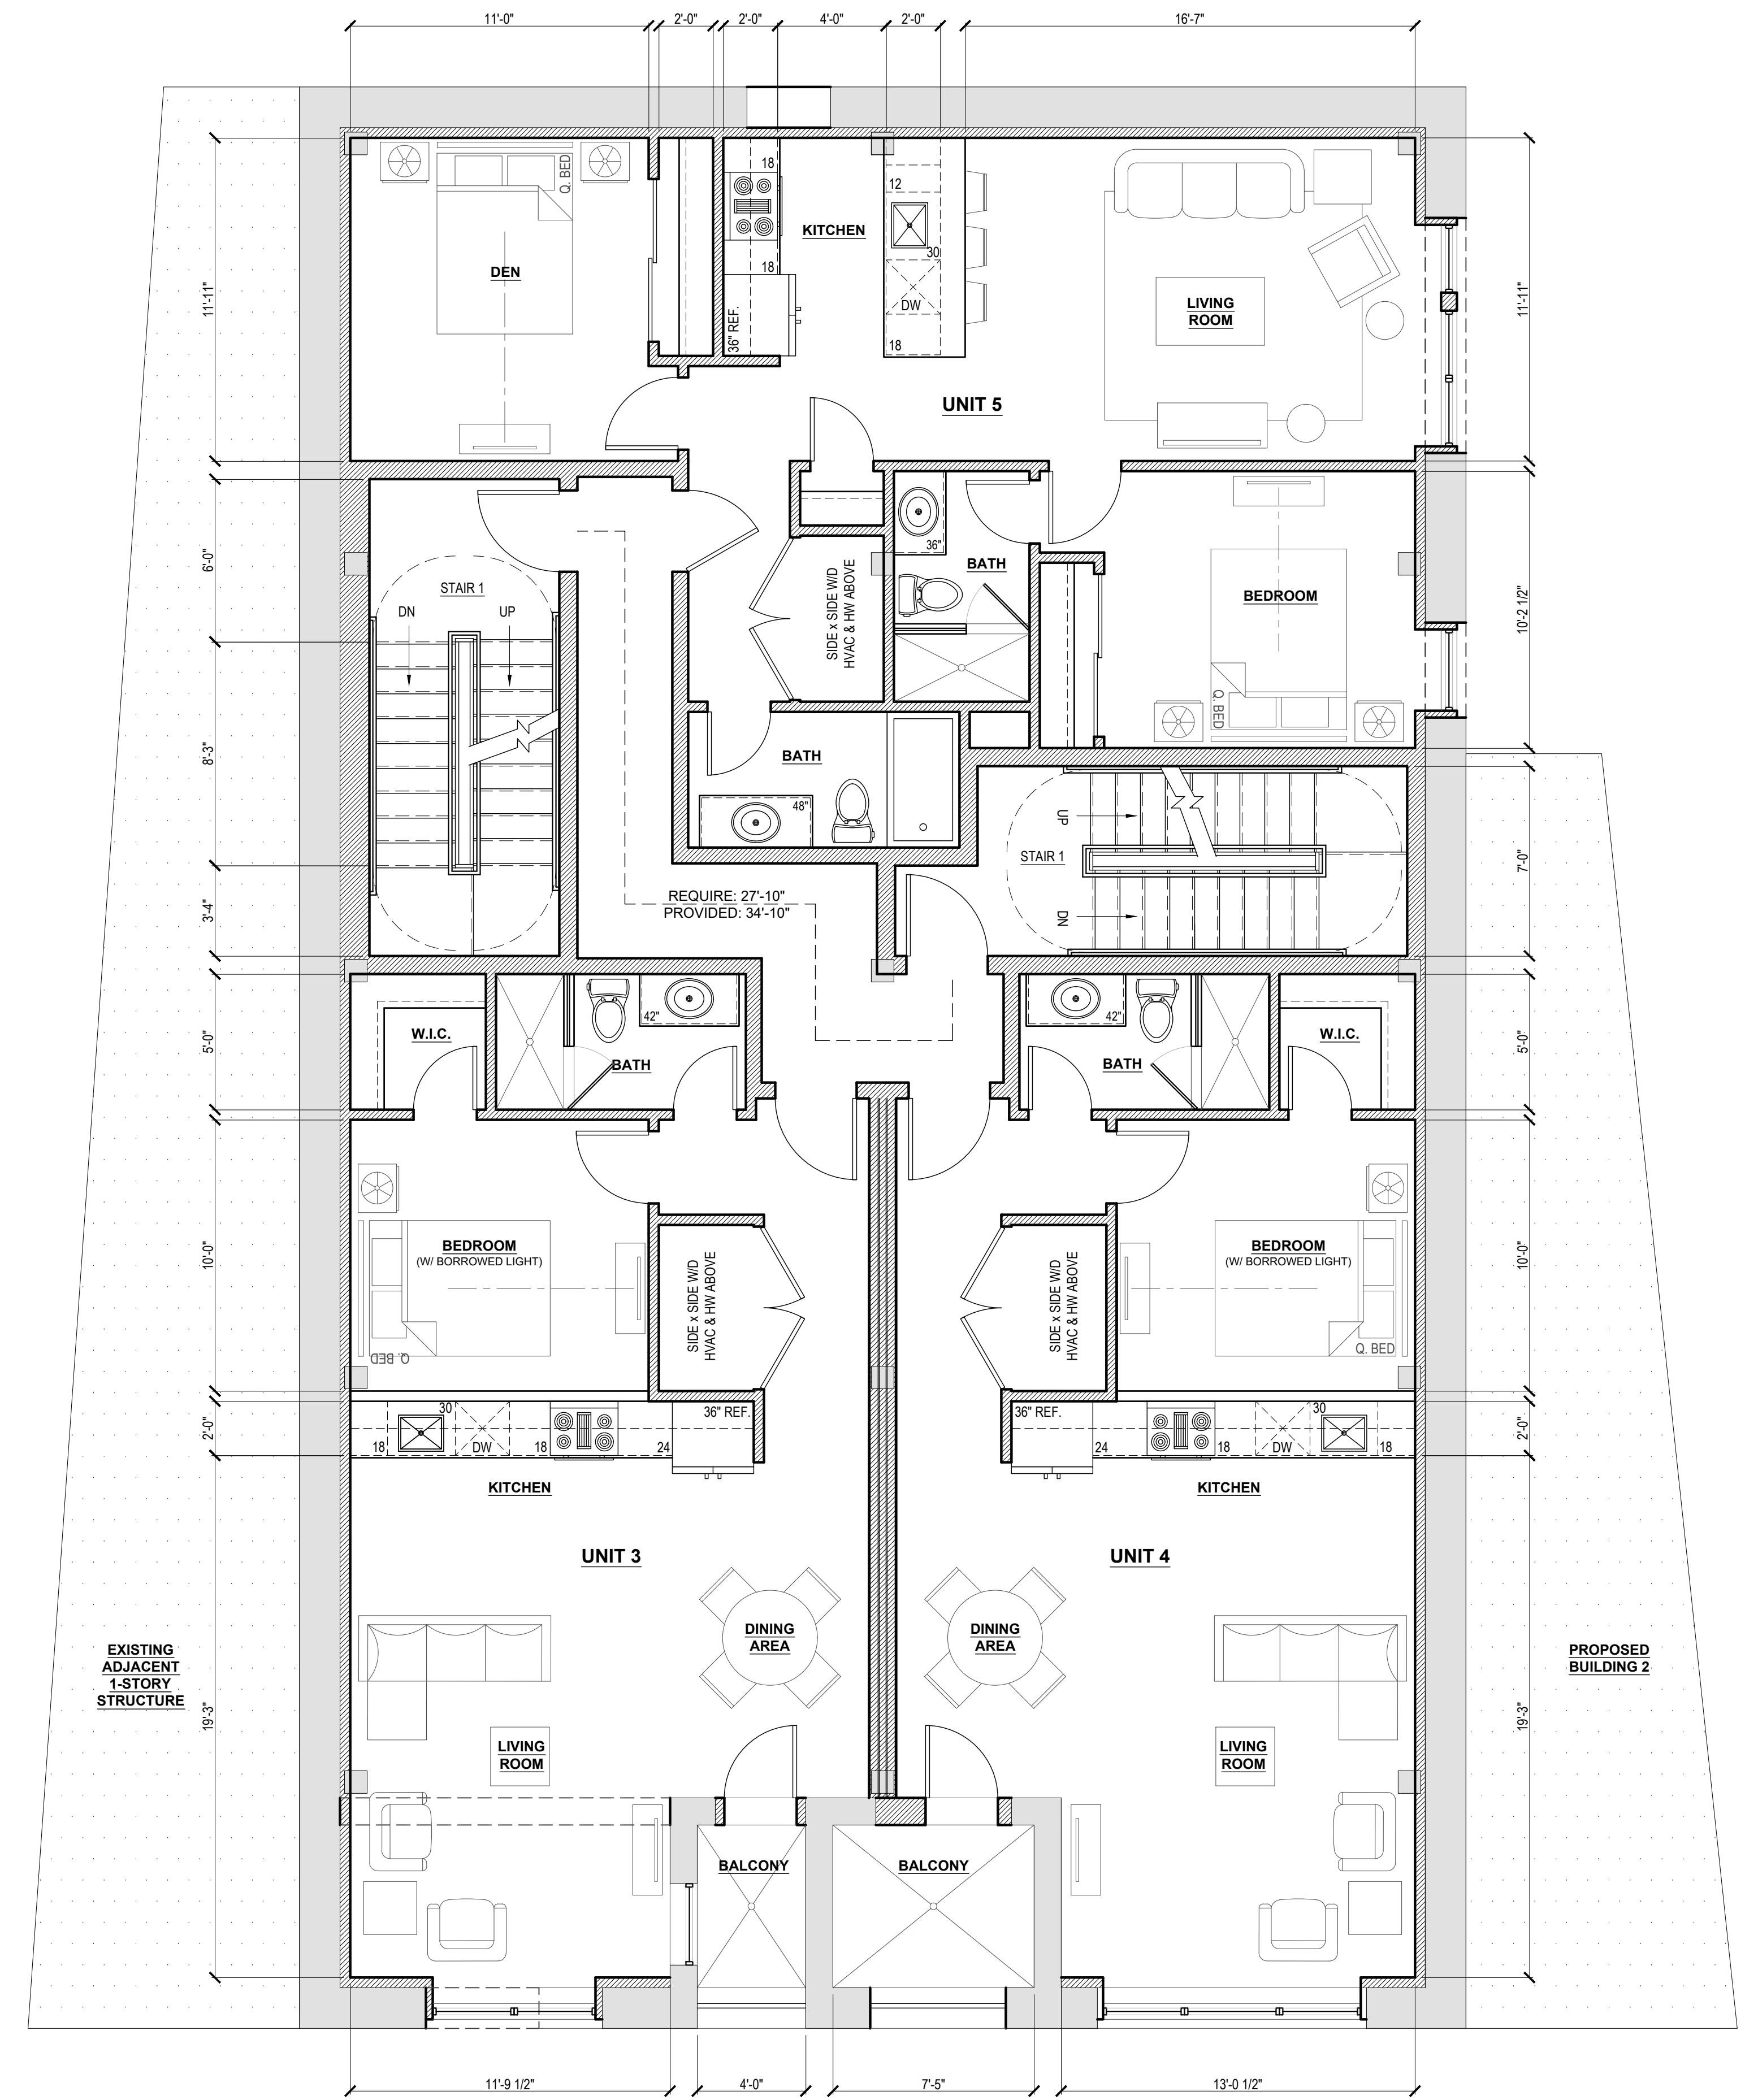 11'-0"
2'-0"
2'-0"
4'-0"
2'-0"
16'-7"
11'-11"
Q. BED
DEN
18
KITCHEN
18
36" REF.
12
30
DW
18
LIVING
ROOM
11'-11"
UNIT 5
6'-0"
STAIR 1
DN
UP
SIDE x SIDE W/D
HVAC & HW ABOVE
36"
BATH
BEDROOM
Q. BED
10'-2 1/2"
8'-3"
BATH
48"
UP
STAIR 1
DN
7'-0"
3'-4"
REQUIRE: 27'-10"
PROVIDED: 34'-10"
5'-0"
W.I.C.
42"
BATH
42"
BATH
W.I.C.
5'-0"
10'-0"
BEDROOM
(W/ BORROWED LIGHT)
Q. BED
SIDE x SIDE W/D
HVAC & HW ABOVE
SIDE x SIDE W/D
HVAC & HW ABOVE
BEDROOM
(W/ BORROWED LIGHT)
Q. BED
10'-0"
2'-0"
18
30
DW
18
24
36" REF.
36" REF.
24
18
DW
30
18
2'-0"
KITCHEN
KITCHEN
UNIT 3
UNIT 4
EXISTING
ADJACENT
1-STORY
STRUCTURE
19'-3"
DINING
AREA
DINING
AREA
PROPOSED
BUILDING 2
19'-3"
LIVING
ROOM
LIVING
ROOM
BALCONY
BALCONY
11'-9 1/2"
4'-0"
7'-5"
13'-0 1/2"